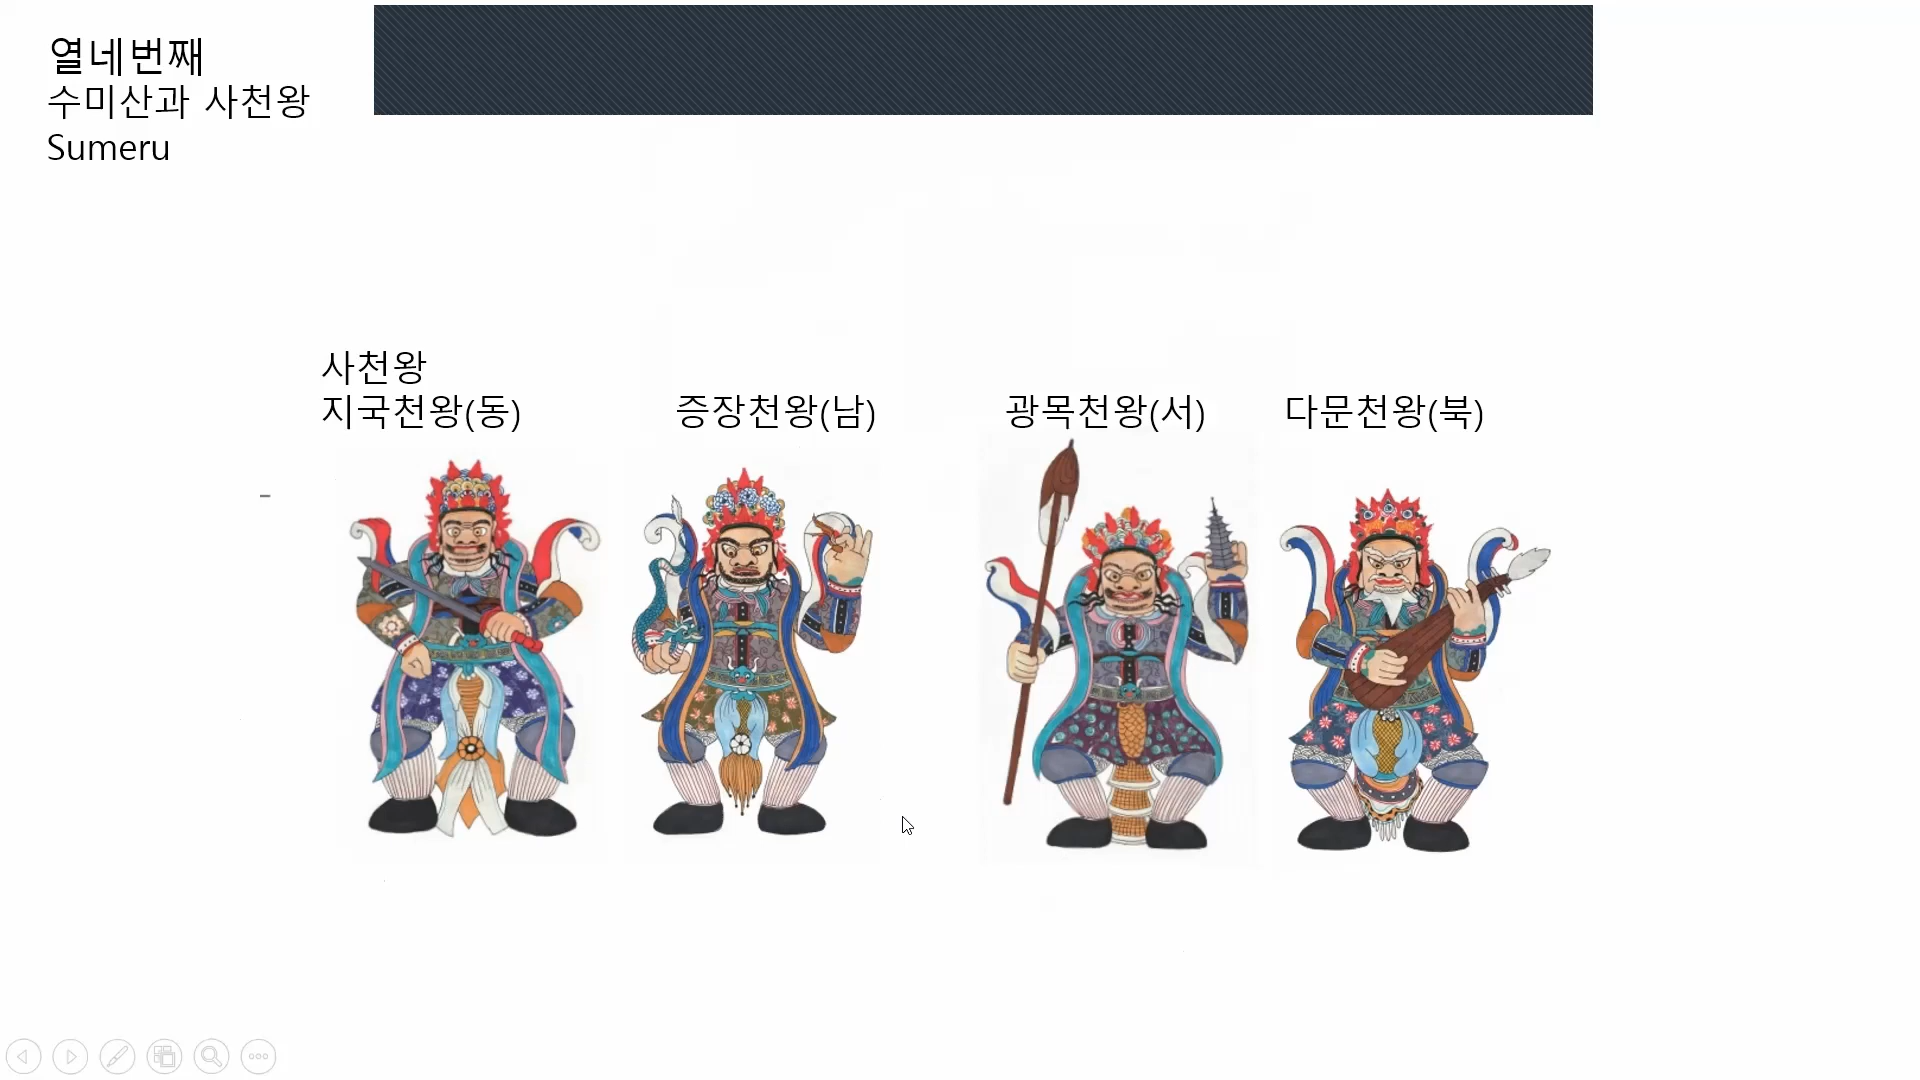 열네번째
수미산과 사천왕
Sumeru
사천왕
지국천왕(동) 증장천왕(남) 광목천왕(서) 다문천왕(북)